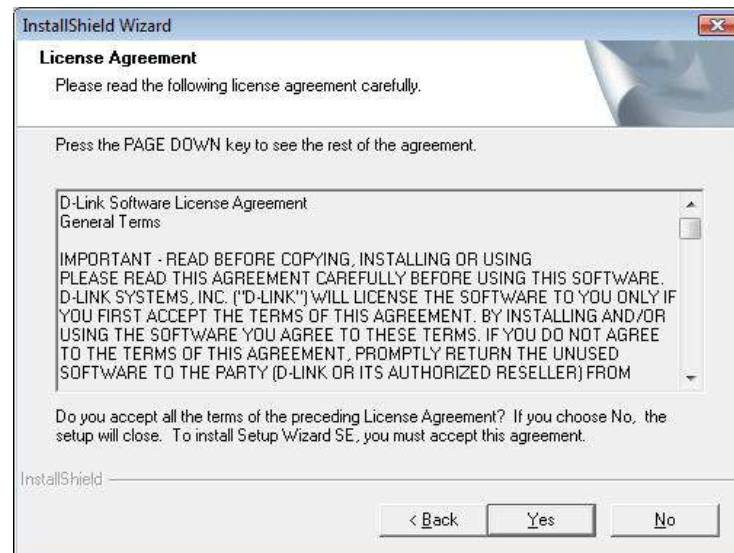 InstallShield Wizard
License Agreement
Please read the following license agreement carefully.
Press the PAGE DOWN key to see the rest of the agreement.
D-Link Software License Agreement
General Terms
IMPORTANT - READ BEFORE COPYING, INSTALLING OR USING
PLEASE READ THIS AGREEMENT CAREFULLY BEFORE USING THIS SOFTWARE.
D-LINK SYSTEMS, INC. ("D-LINK") WILL LICENSE THE SOFTWARE TO YOU ONLY IF
YOU FIRST ACCEPT THE TERMS OF THIS AGREEMENT. BY INSTALLING AND/OR
USING THE SOFTWARE YOU AGREE TO THESE TERMS. IF YOU DO NOT AGREE
TO THE TERMS OF THIS AGREEMENT, PROMPTLY RETURN THE UNUSED
SOFTWARE TO THE PARTY (D-LINK OR ITS AUTHORIZED RESELLER) FROM
Do you accept all the terms of the preceding License Agreement? If you choose No, the
setup will close. To install Setup Wizard SE, you must accept this agreement.
InstallShield
< Back Yes No